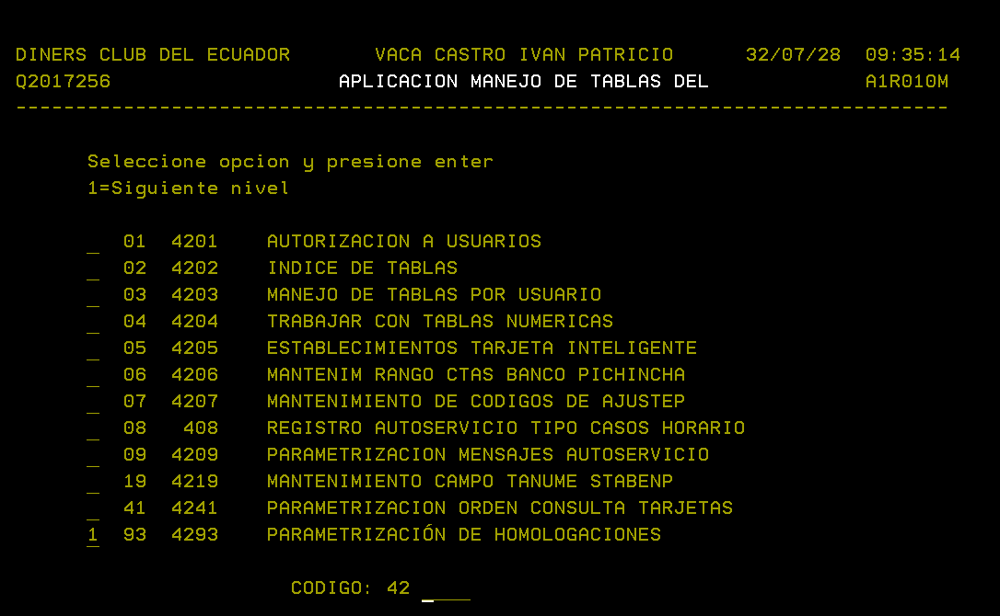 DINERS CLUB DEL ECUADOR VACA CASTRO IVAN PATRICIO 32/07/28 09:35:14
Q2017256 APLICACION MANEJO DE TABLAS DEL A1R010M
------------------------------------------------------------------------------
Seleccione opcion y presione enter
1=Siguiente nivel
_ 01 4201 AUTORIZACION A USUARIOS
_ 02 4202 INDICE DE TABLAS
_ 03 4203 MANEJO DE TABLAS POR USUARIO
_ 04 4204 TRABAJAR CON TABLAS NUMERICAS
_ 05 4205 ESTABLECIMIENTOS TARJETA INTELIGENTE
_ 06 4206 MANTENIM RANGO CTAS BANCO PICHINCHA
_ 07 4207 MANTENIMIENTO DE CODIGOS DE AJUSTEP
_ 08 408 REGISTRO AUTOSERVICIO TIPO CASOS HORARIO
_ 09 4209 PARAMETRIZACION MENSAJES AUTOSERVICIO
_ 19 4219 MANTENIMIENTO CAMPO TANUME STABENP
_ 41 4241 PARAMETRIZACION ORDEN CONSULTA TARJETAS
1 93 4293 PARAMETRIZACIÓN DE HOMOLOGACIONES
CODIGO: 42 ____